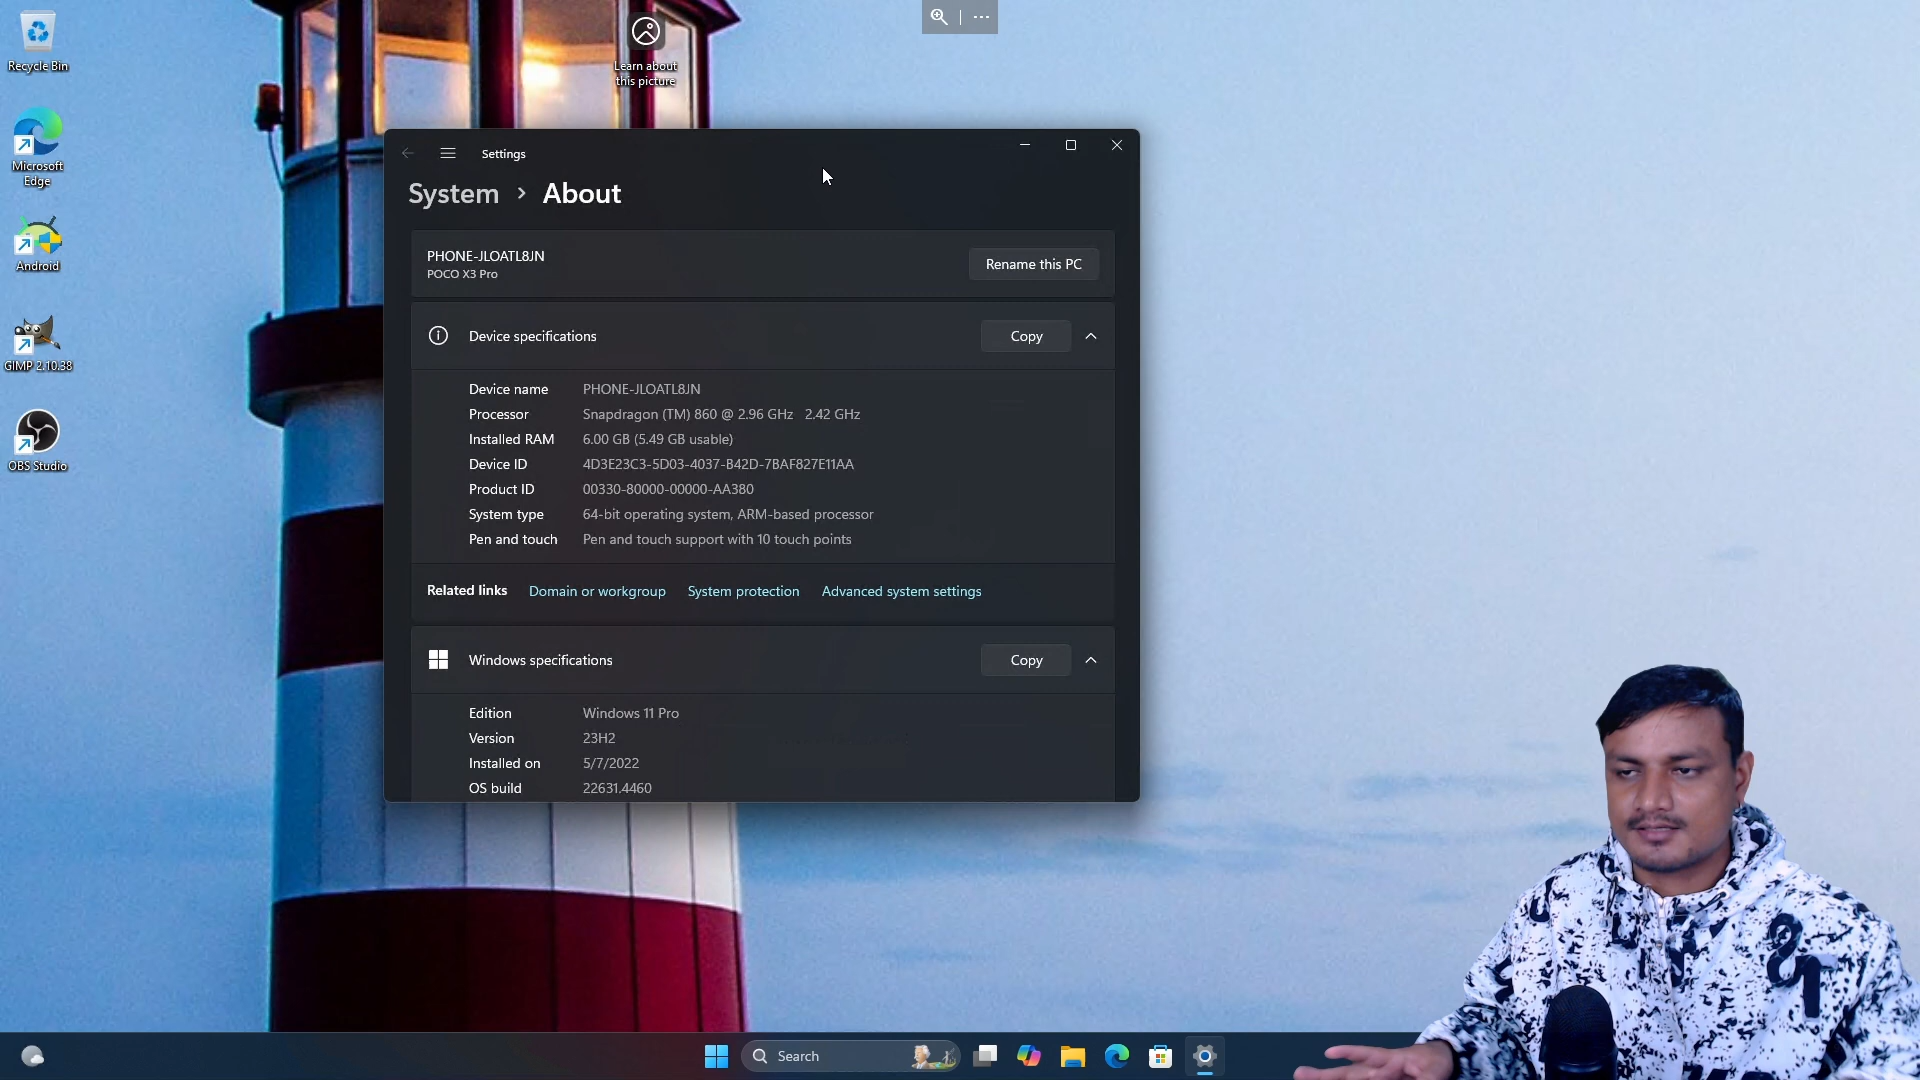 Recycle Bin
Microsoft
Edge
Android
GIMP 2.10.38
OBS Studio
Learn about
this picture
Settings
System > About
PHONE-JLOATL8JN
POCO X3 Pro
Rename this PC
Device specifications
Copy
Device name PHONE-JLOATL8JN
Processor Snapdragon (TM) 860 @ 2.96 GHz 2.42 GHz
Installed RAM 6.00 GB (5.49 GB usable)
Device ID 4D3E23C3-5D03-4037-B42D-7BAF827E11AA
Product ID 00330-80000-00000-AA380
System type 64-bit operating system, ARM-based processor
Pen and touch Pen and touch support with 10 touch points
Related links Domain or workgroup System protection Advanced system settings
Windows specifications
Copy
Edition Windows 11 Pro
Version 23H2
Installed on 5/7/2022
OS build 22631.4460
Search